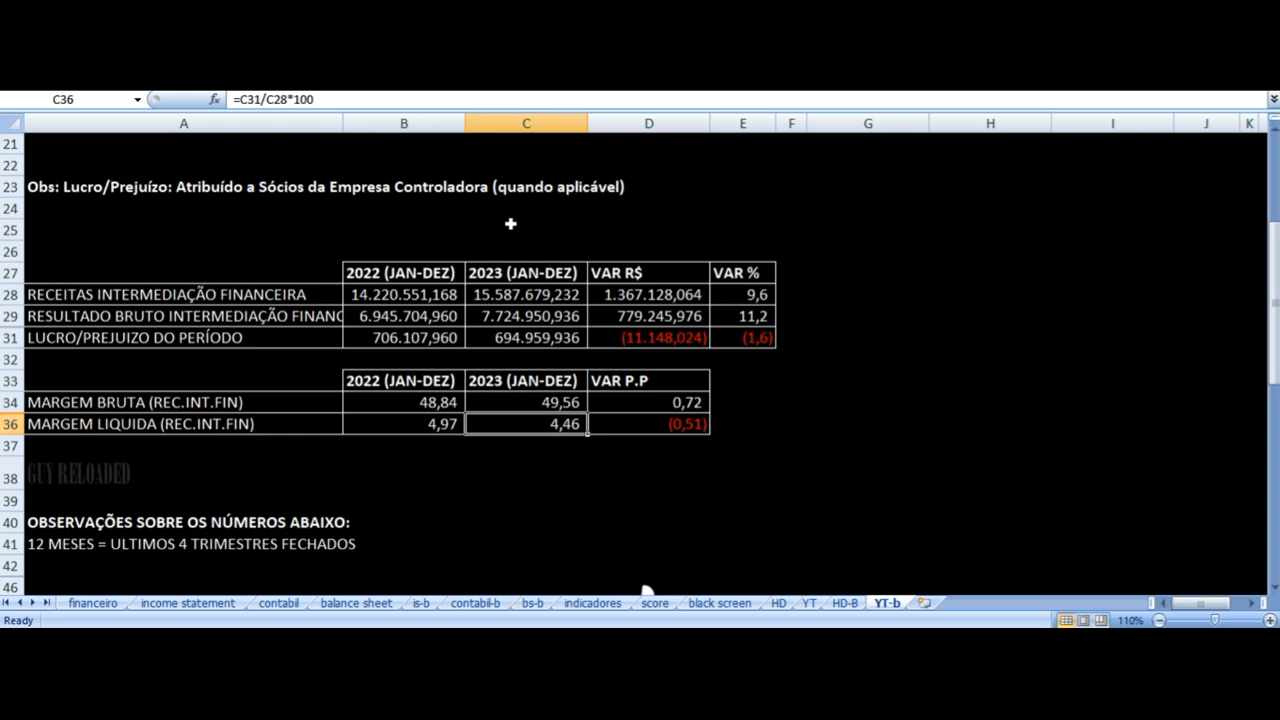 C36 fx =C31/C28*100
A B C D E F G H I J K
21
22
23 Obs: Lucro/Prejuízo: Atribuído a Sócios da Empresa Controladora (quando aplicável)
24
25
26
27 2022 (JAN-DEZ) 2023 (JAN-DEZ) VAR R$ VAR %
28 RECEITAS INTERMEDIAÇÃO FINANCEIRA 14.220.551,168 15.587.679,232 1.367.128,064 9,6
29 RESULTADO BRUTO INTERMEDIAÇÃO FINANC 6.945.704,960 7.724.950,936 779.245,976 11,2
31 LUCRO/PREJUIZO DO PERÍODO 706.107,960 694.959,936 (11.148,024) (1,6)
32
33 2022 (JAN-DEZ) 2023 (JAN-DEZ) VAR P.P
34 MARGEM BRUTA (REC.INT.FIN) 48,84 49,56 0,72
36 MARGEM LIQUIDA (REC.INT.FIN) 4,97 4,46 (0,51)
37
38 GUY RELOADED
39
40 OBSERVAÇÕES SOBRE OS NÚMEROS ABAIXO:
41 12 MESES = ULTIMOS 4 TRIMESTRES FECHADOS
42
46
financeiro income statement contabil balance sheet is-b contabil-b bs-b indicadores score black screen HD YT HD-B YT-b
Ready 110%